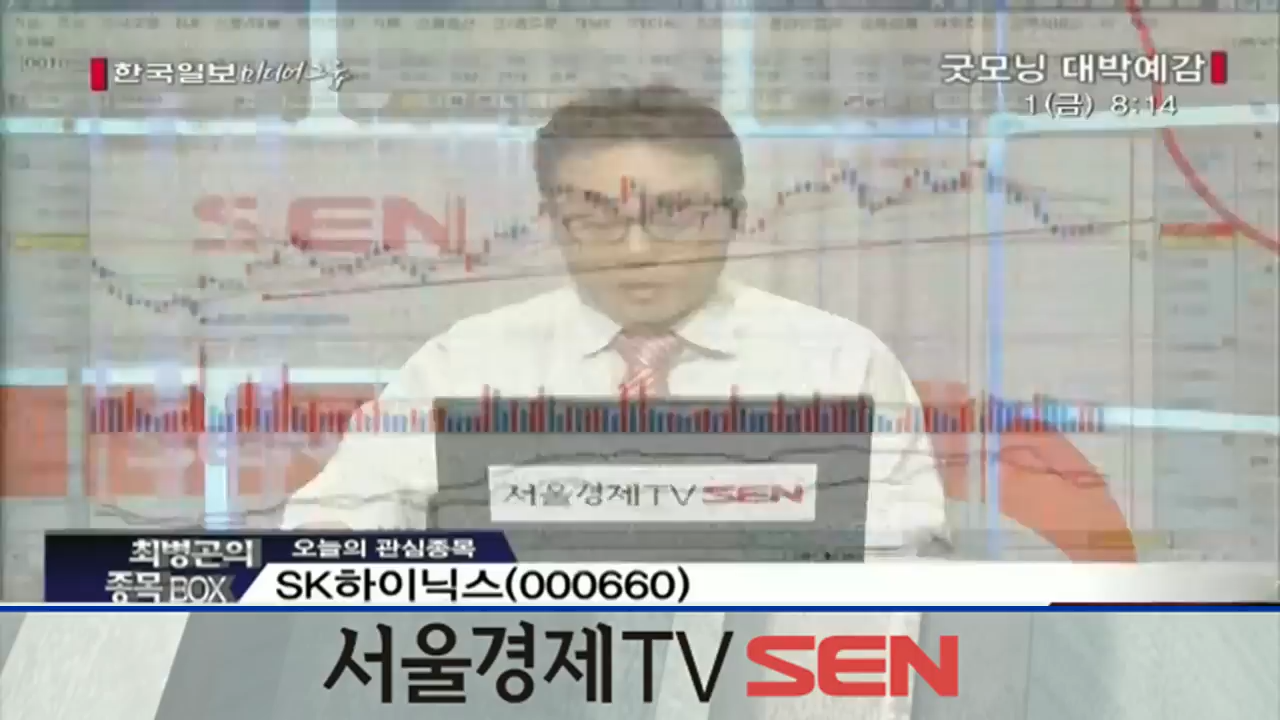 한국일보 미디어그룹
굿모닝 대박예감
1(금) 8:14
SEN
서울경제TV SEN
최병곤의
종목BOX
오늘의 관심종목
SK하이닉스(000660)
서울경제TV SEN